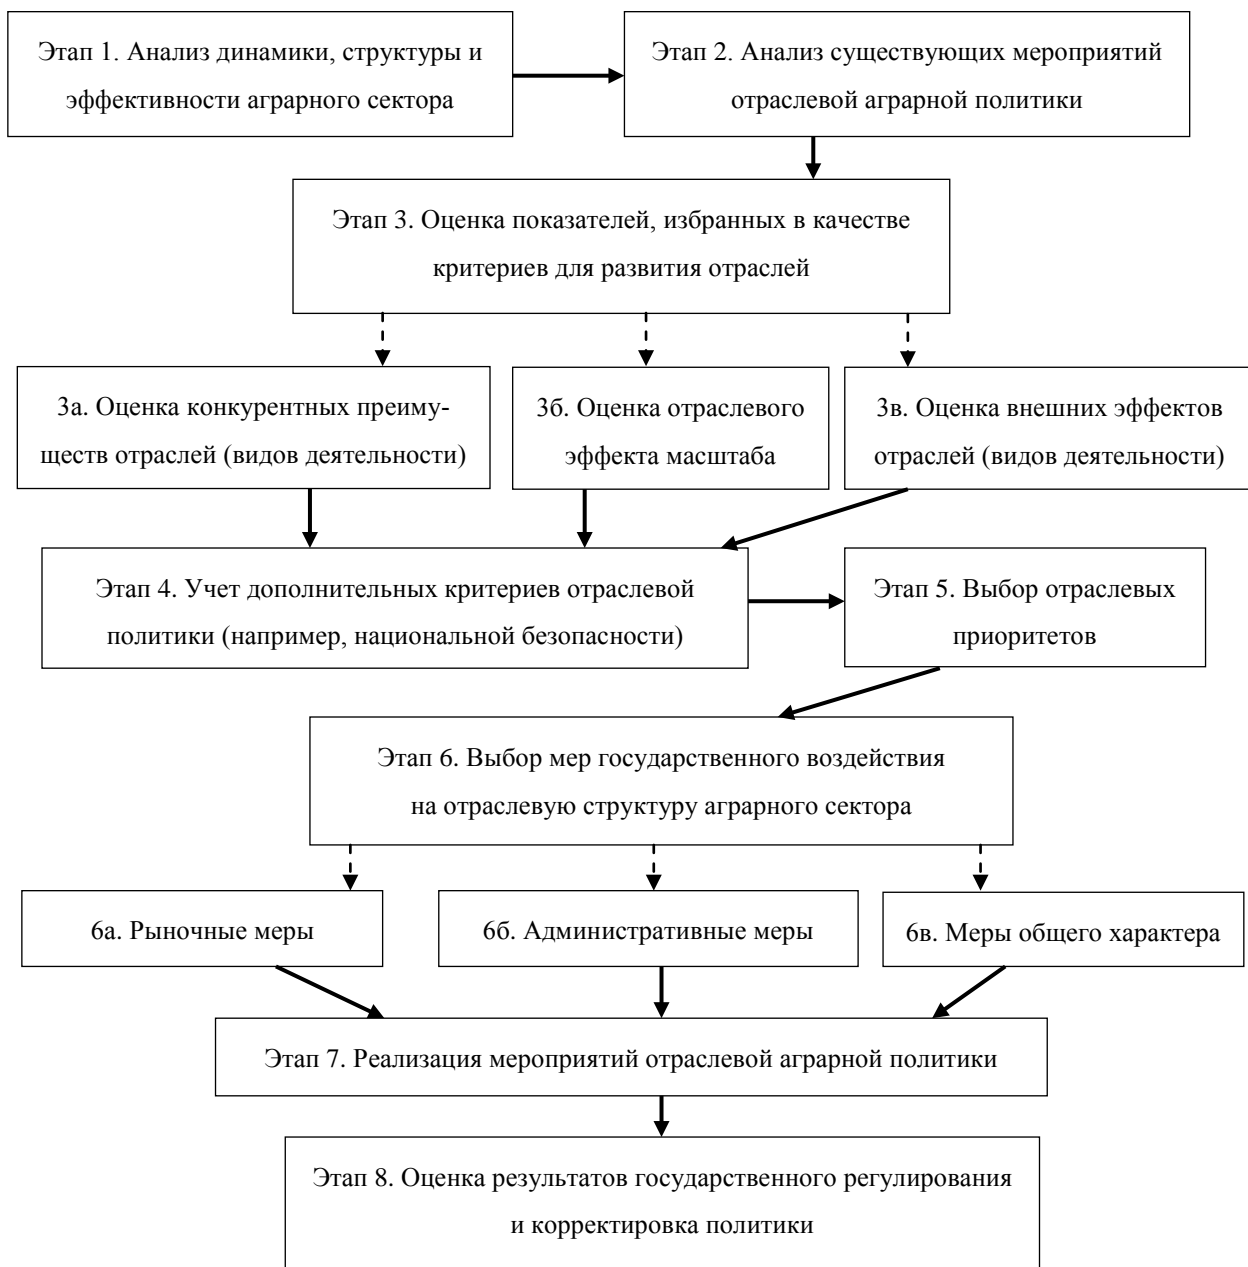 Этап 1. Анализ динамики, структуры и
эффективности аграрного сектора
Этап 2. Анализ существующих мероприятий
отраслевой аграрной политики
Этап 3. Оценка показателей, избранных в качестве
критериев для развития отраслей
3а. Оценка конкурентных преиму-
ществ отраслей (видов деятельности)
3б. Оценка отраслевого
эффекта масштаба
3в. Оценка внешних эффектов
отраслей (видов деятельности)
Этап 4. Учет дополнительных критериев отраслевой
политики (например, национальной безопасности)
Этап 5. Выбор отраслевых
приоритетов
Этап 6. Выбор мер государственного воздействия
на отраслевую структуру аграрного сектора
6а. Рыночные меры
6б. Административные меры
6в. Меры общего характера
Этап 7. Реализация мероприятий отраслевой аграрной политики
Этап 8. Оценка результатов государственного регулирования
и корректировка политики